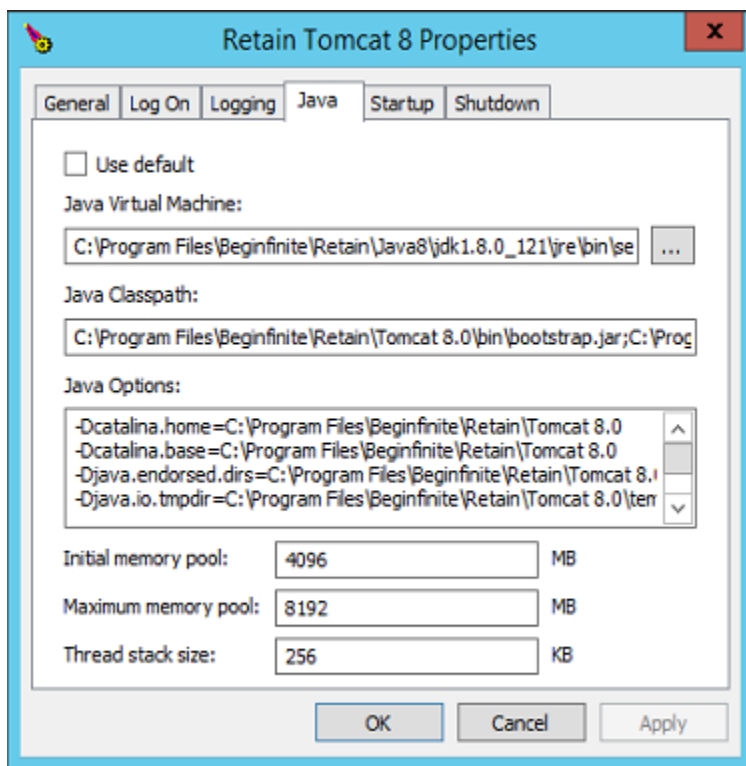 Retain Tomcat 8 Properties
x
General Log On Logging Java Startup Shutdown
Use default
Java Virtual Machine:
C:\Program Files\Beginfinite\Retain\Java8\jdk1.8.0_121\jre\bin\se ...
Java Classpath:
C:\Program Files\Beginfinite\Retain\Tomcat 8.0\bin\bootstrap.jar;C:\Prog
Java Options:
-Dcatalina.home=C:\Program Files\Beginfinite\Retain\Tomcat 8.0
-Dcatalina.base=C:\Program Files\Beginfinite\Retain\Tomcat 8.0
-Djava.endorsed.dirs=C:\Program Files\Beginfinite\Retain\Tomcat 8.0
-Djava.io.tmpdir=C:\Program Files\Beginfinite\Retain\Tomcat 8.0\tem
Initial memory pool: 4096 MB
Maximum memory pool: 8192 MB
Thread stack size: 256 KB
OK Cancel Apply